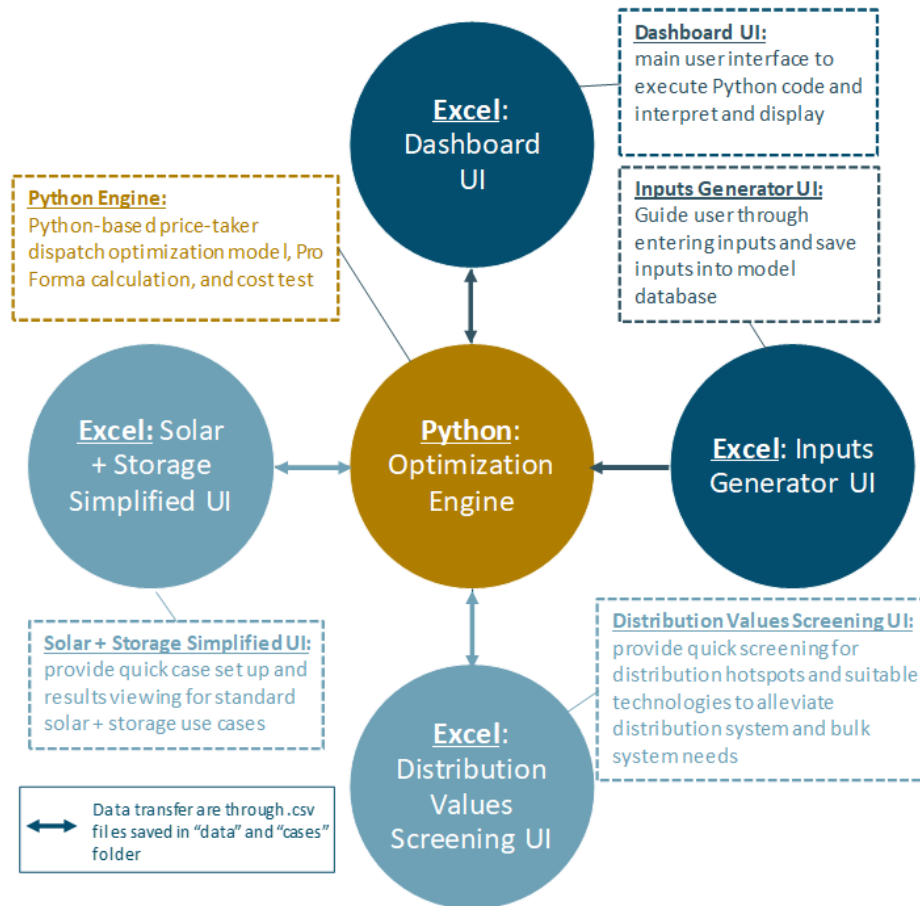 Excel:
Dashboard
UI
Dashboard UI:
main user interface to
execute Python code and
interpret and display
Python Engine:
Python-based price-taker
dispatch optimization model, Pro
Forma calculation, and cost test
Inputs Generator UI:
Guide user through
entering inputs and save
inputs into model
database
Excel: Solar
+ Storage
Simplified UI
Python:
Optimization
Engine
Excel: Inputs
Generator UI
Solar + Storage Simplified UI:
provide quick case set up and
results viewing for standard
solar + storage use cases
Excel:
Distribution
Values
Screening UI
Distribution Values Screening UI:
provide quick screening for
distribution hotspots and suitable
technologies to alleviate
distribution system and bulk
system needs
Data transfer are through .csv
files saved in “data” and “cases”
folder